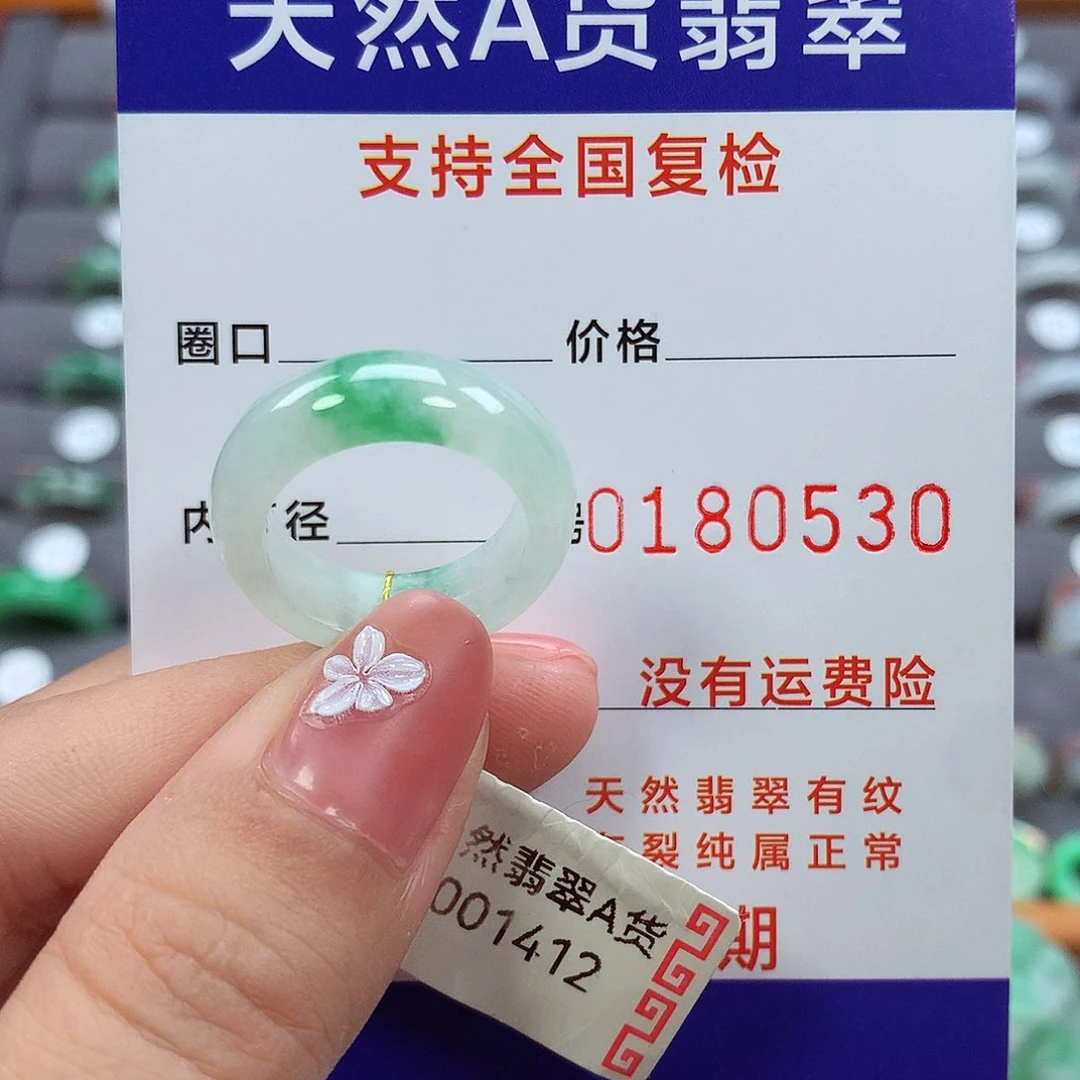 天然A货翡翠
支持全国复检
圈口 价格
内 径 0180530
没有运费险
天然翡翠有纹
裂纯属正常
期
然翡翠A货
001412